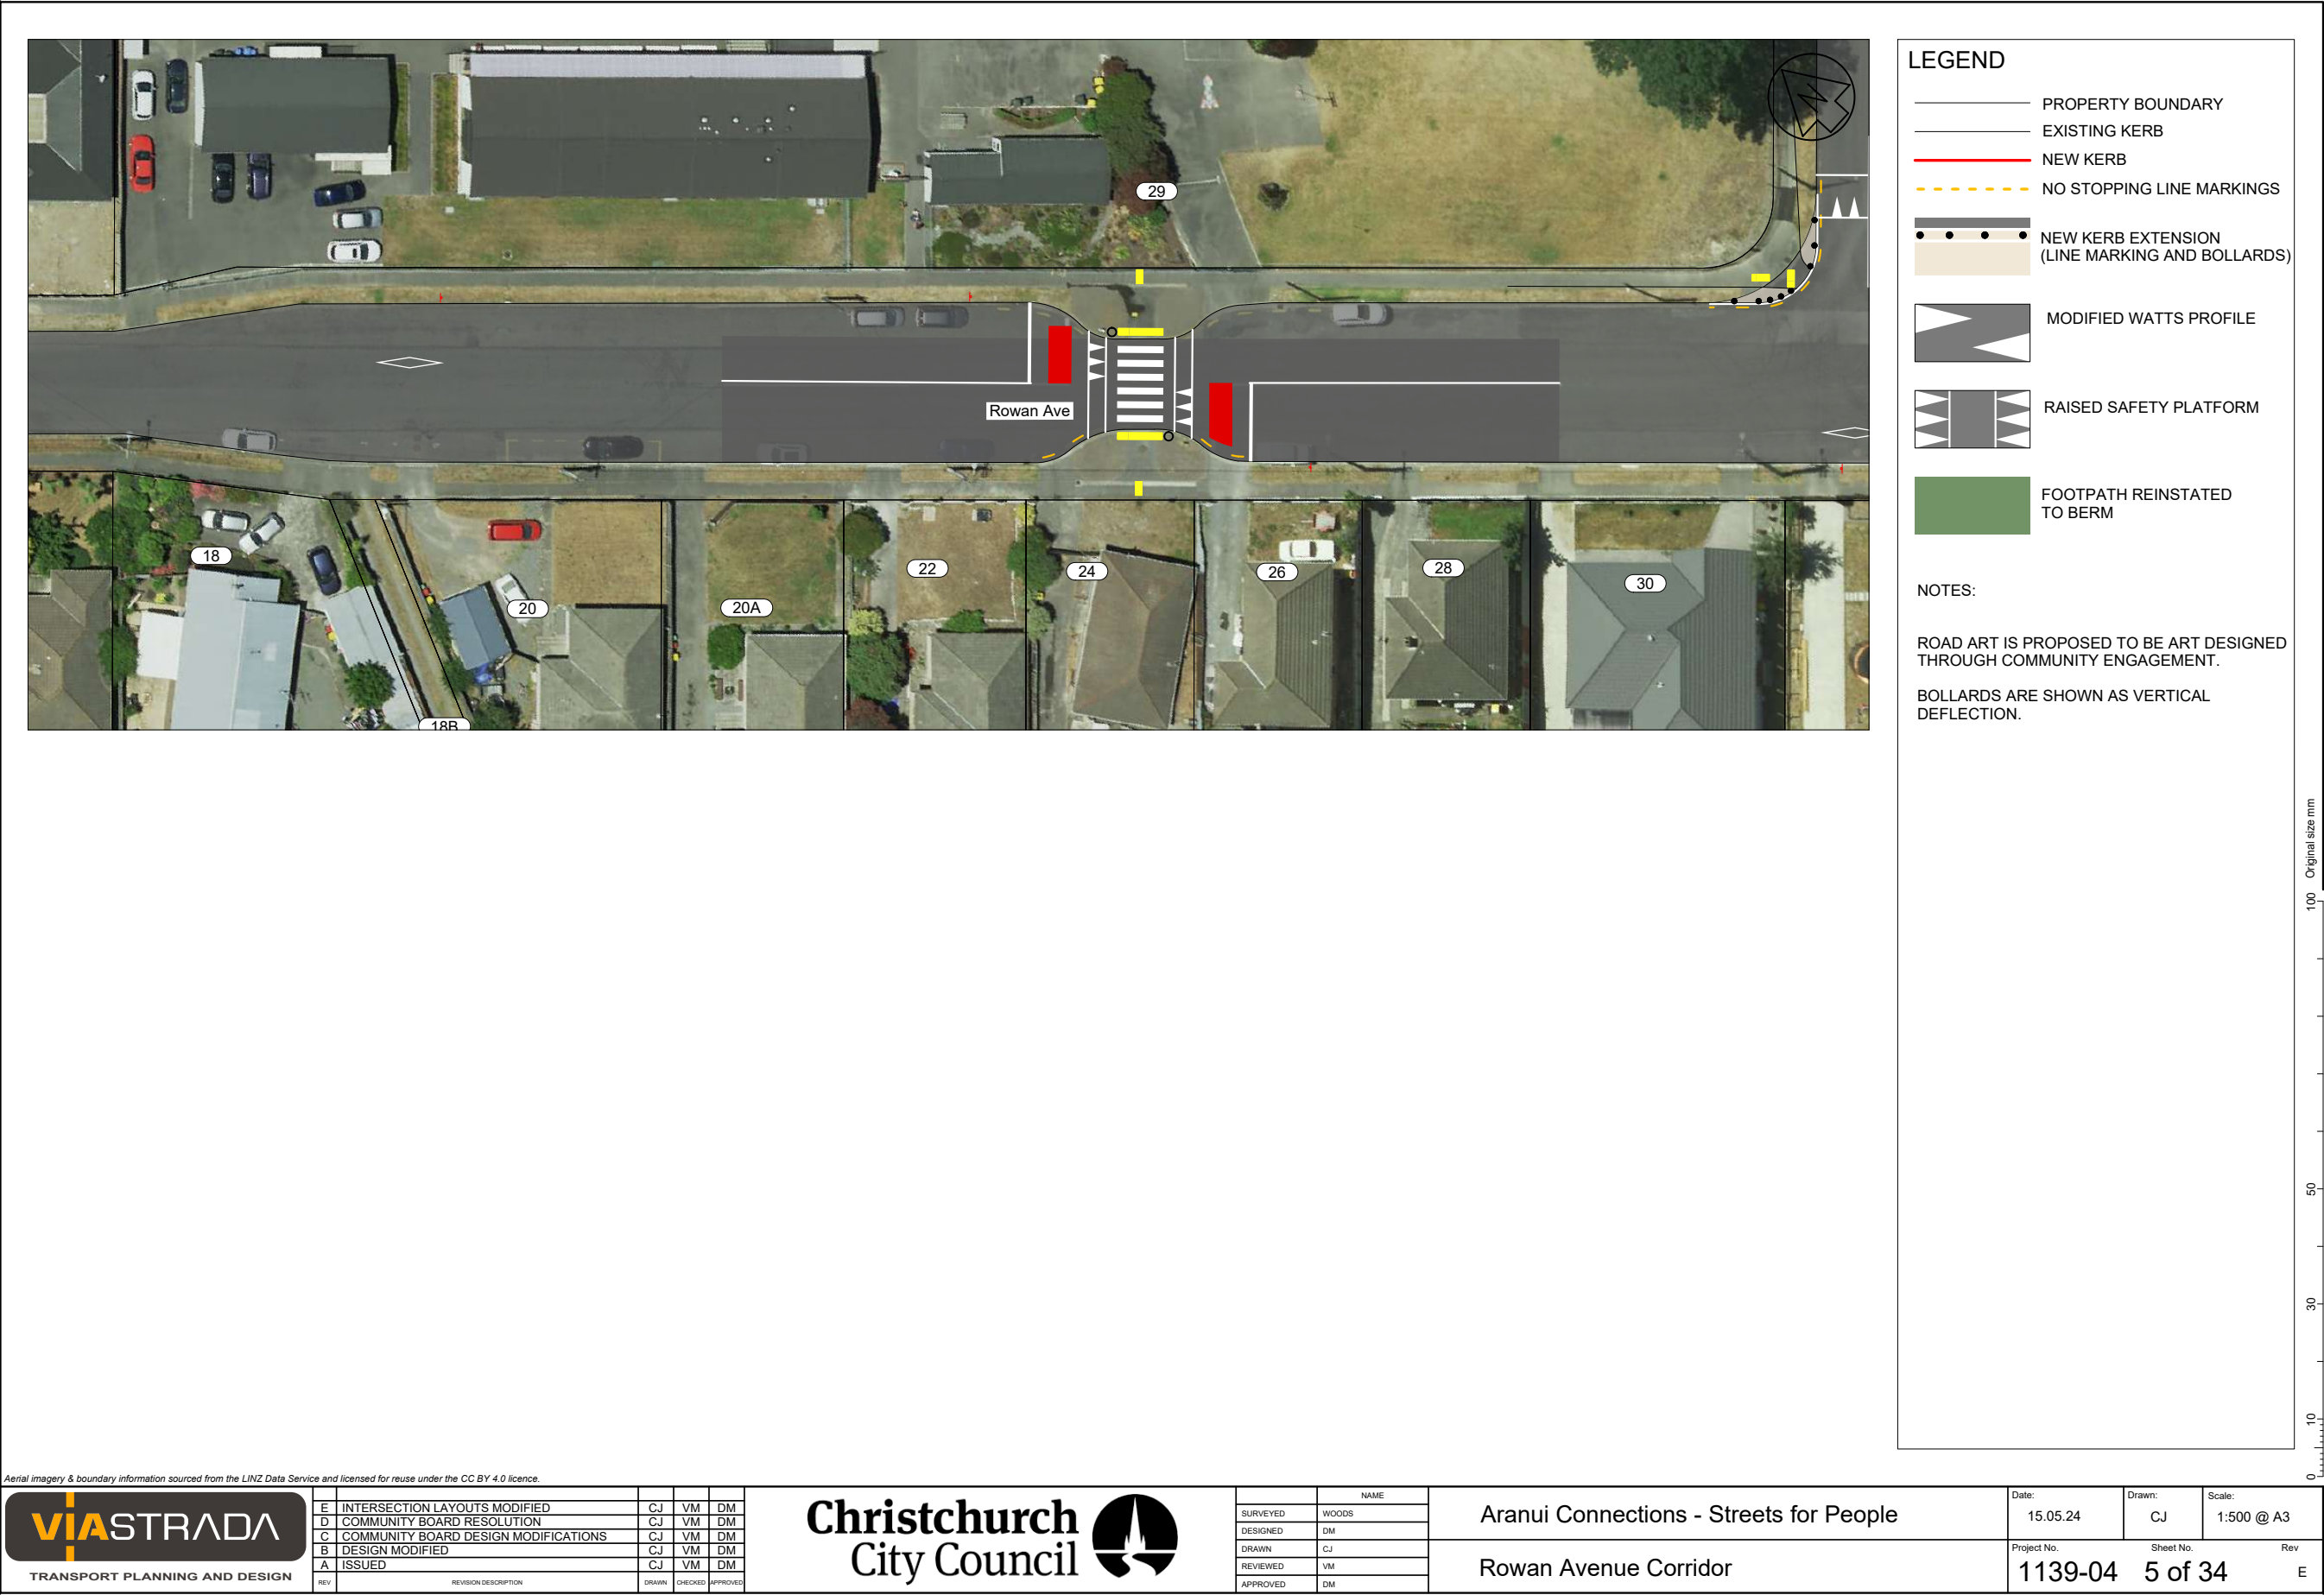 29
Rowan Ave
18
18B
20
20A
22
24
26
28
30
LEGEND
PROPERTY BOUNDARY
EXISTING KERB
NEW KERB
NO STOPPING LINE MARKINGS
NEW KERB EXTENSION
(LINE MARKING AND BOLLARDS)
MODIFIED WATTS PROFILE
RAISED SAFETY PLATFORM
FOOTPATH REINSTATED
TO BERM
NOTES:
ROAD ART IS PROPOSED TO BE ART DESIGNED
THROUGH COMMUNITY ENGAGEMENT.
BOLLARDS ARE SHOWN AS VERTICAL
DEFLECTION.
Original size mm
100
50
30
10
0
Aerial imagery & boundary information sourced from the LINZ Data Service and licensed for reuse under the CC BY 4.0 licence.
VIASTRADA
TRANSPORT PLANNING AND DESIGN
E INTERSECTION LAYOUTS MODIFIED CJ VM DM
D COMMUNITY BOARD RESOLUTION CJ VM DM
C COMMUNITY BOARD DESIGN MODIFICATIONS CJ VM DM
B DESIGN MODIFIED CJ VM DM
A ISSUED CJ VM DM
REV REVISION DESCRIPTION DRAWN CHECKED APPROVED
Christchurch
City Council
NAME
SURVEYED WOODS
DESIGNED DM
DRAWN CJ
REVIEWED VM
APPROVED DM
Aranui Connections - Streets for People
Rowan Avenue Corridor
Date: Drawn: Scale:
15.05.24 CJ 1:500 @ A3
Project No. Sheet No. Rev
1139-04 5 of 34 E